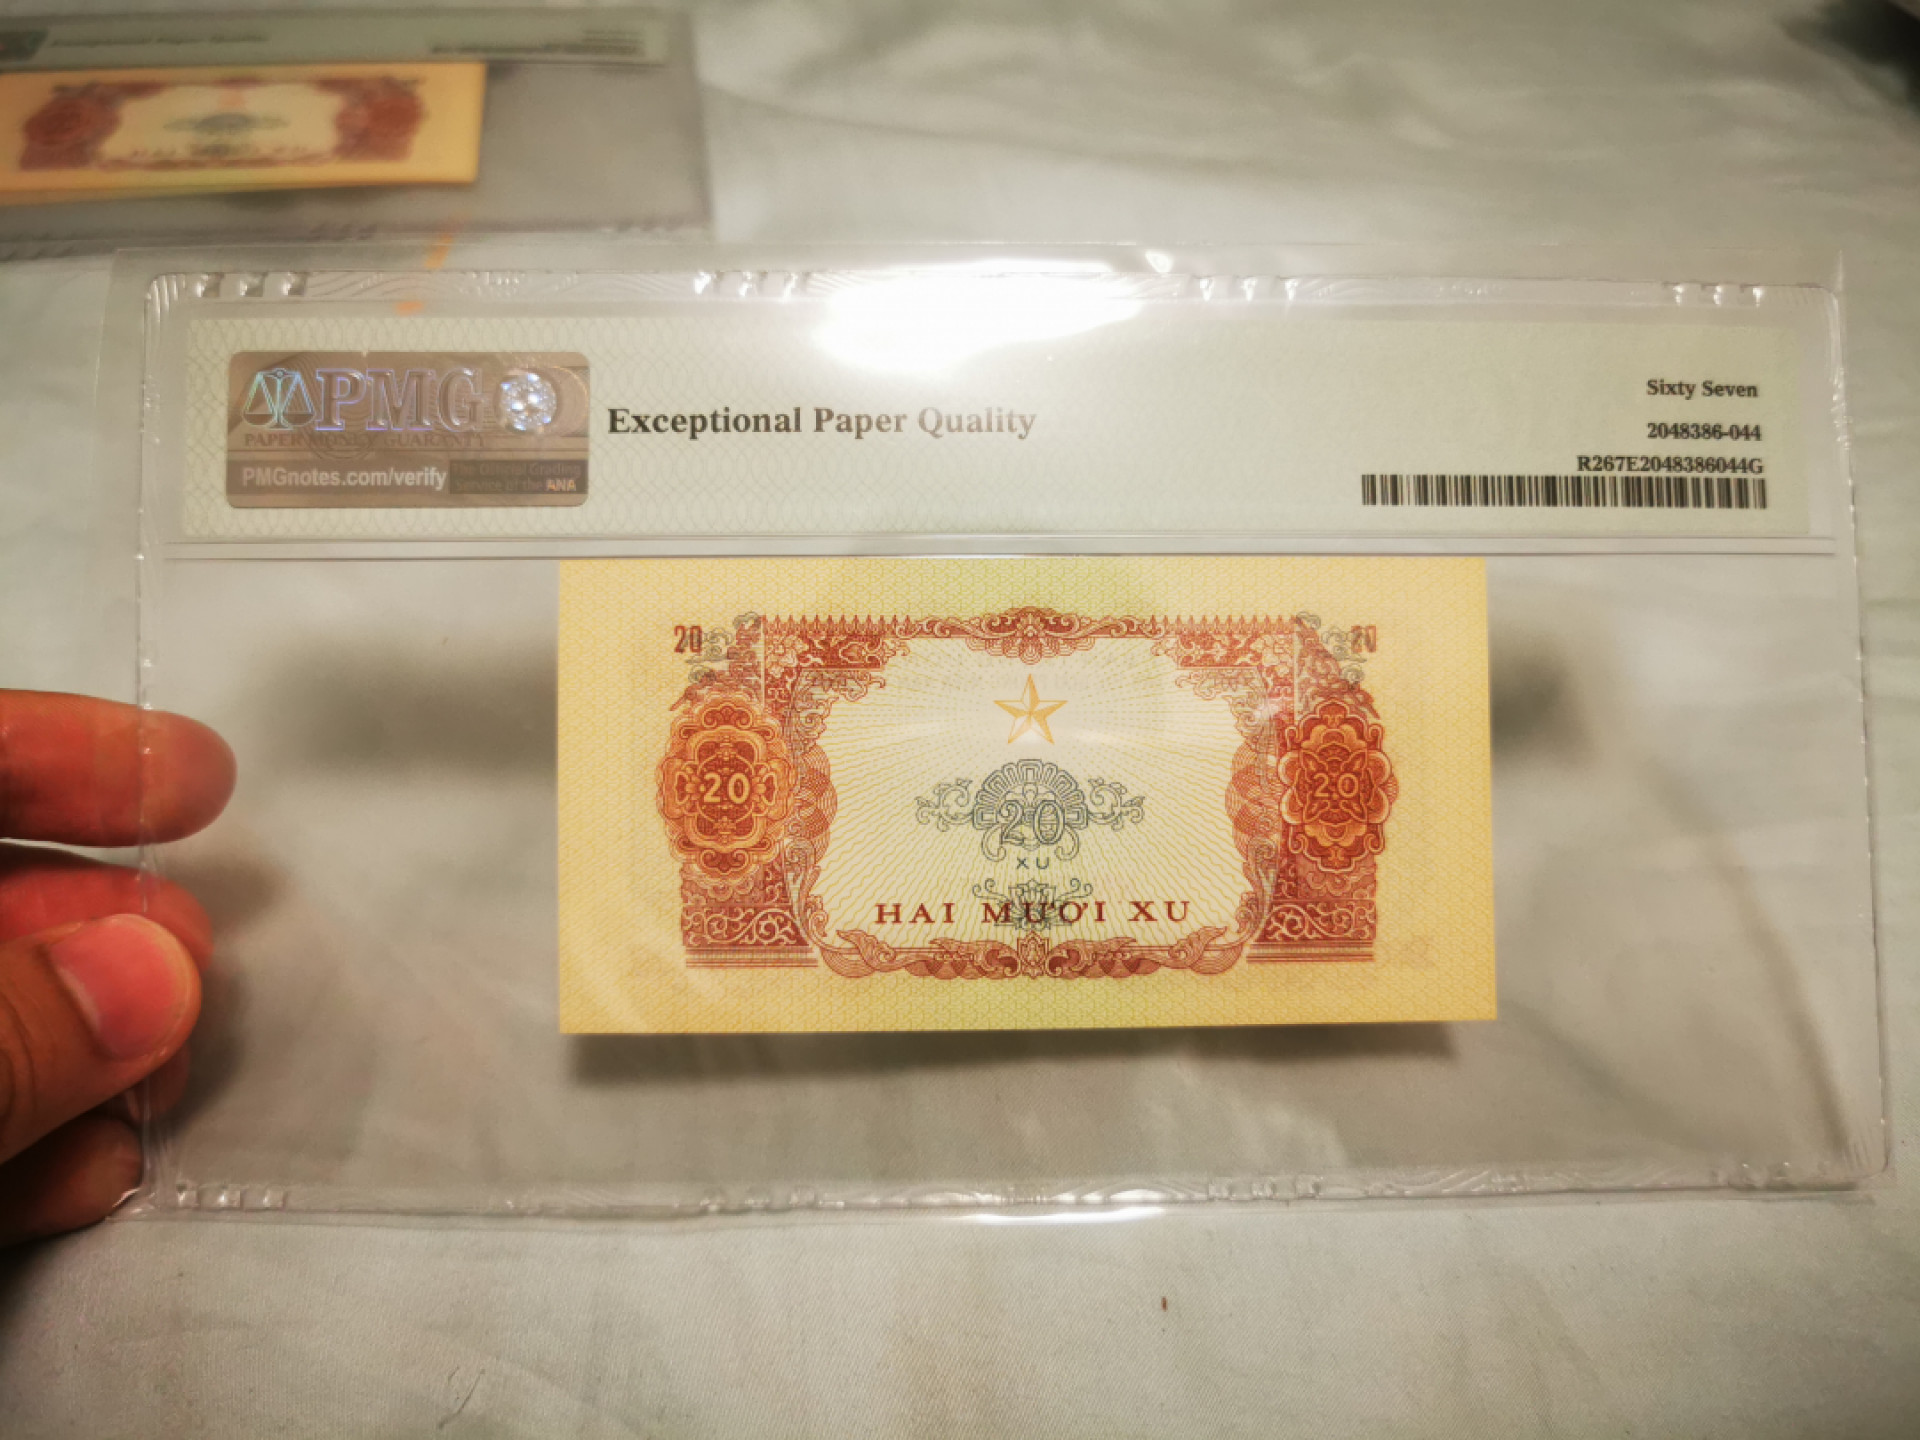 PMG
PAPER MONEY GUARANTY
PMGnotes.com/verify
The Official Grading
Service of the ANA
Exceptional Paper Quality
Sixty Seven
2048386-044
R267E2048386044G
20 20
20 20
20
XU
HAI MƯƠI XU